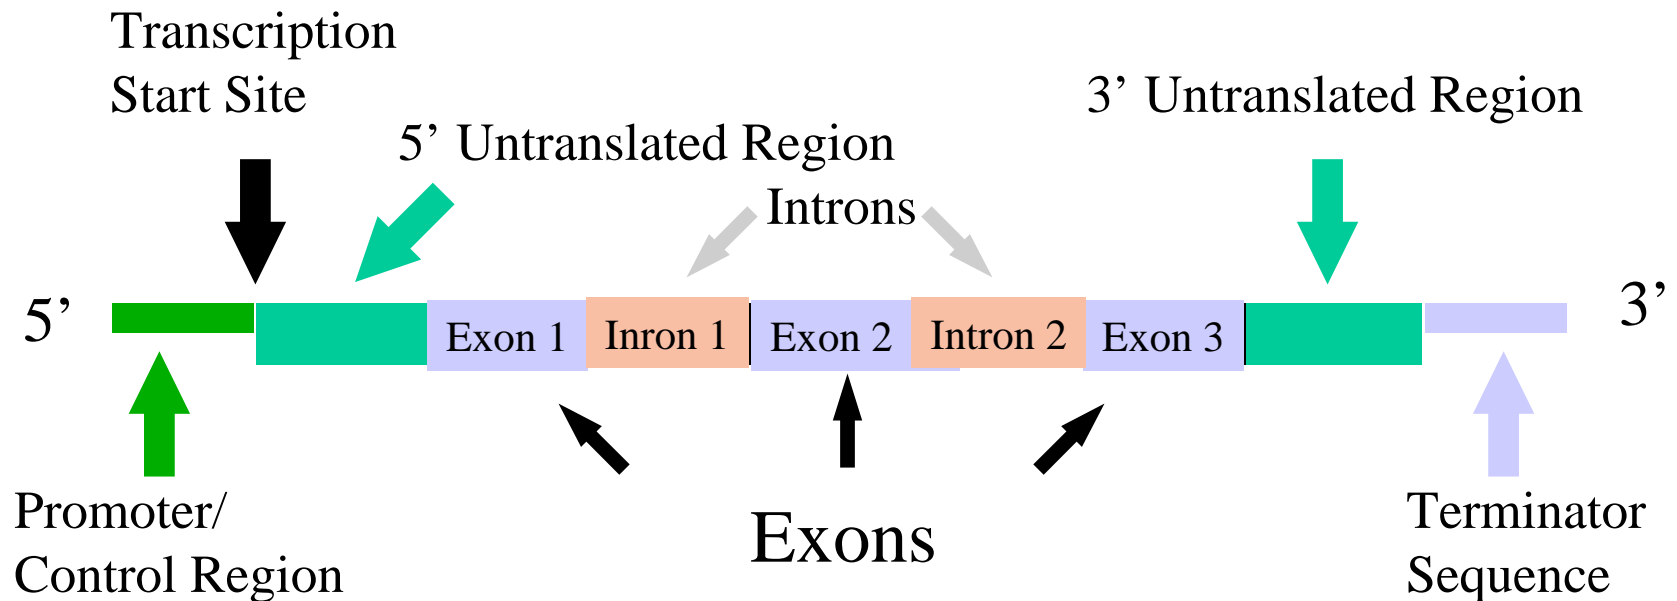 Transcription
Start Site
3’ Untranslated Region
5’ Untranslated Region
Introns
5’
3’
Exon 1
Inron 1
Exon 2
Intron 2
Exon 3
Promoter/
Control Region
Exons
Terminator
Sequence